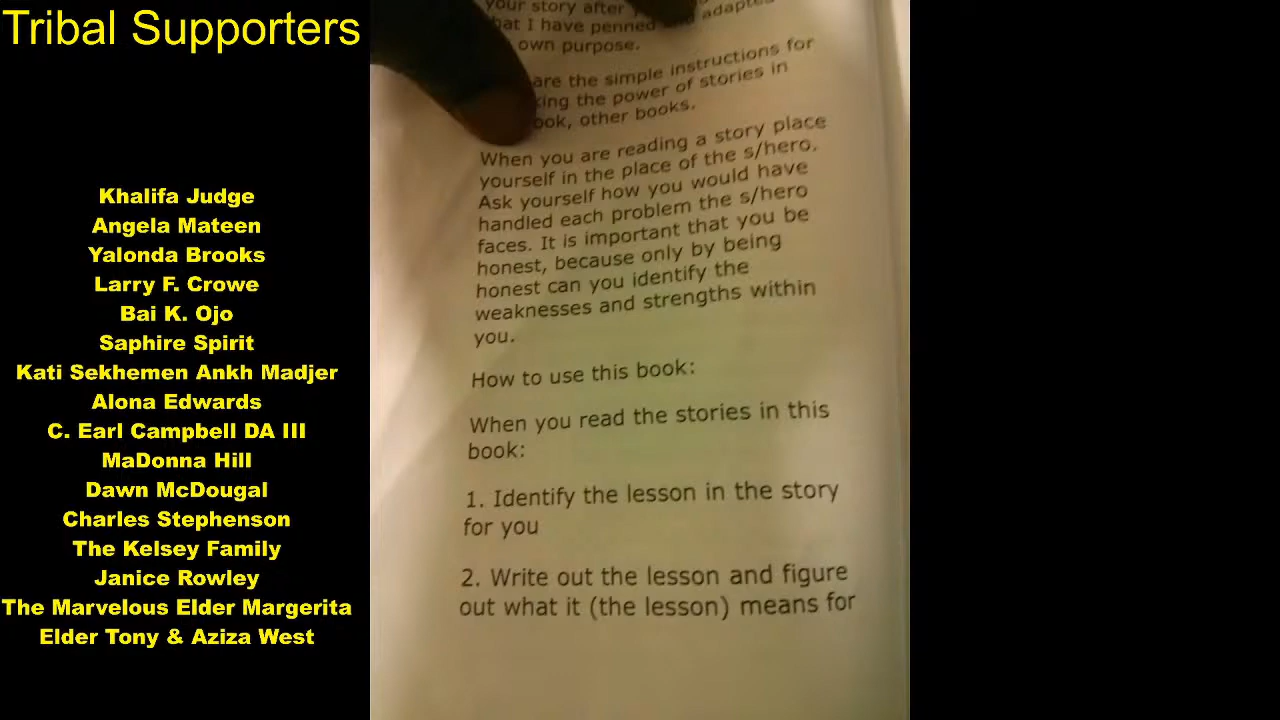 Tribal Supporters
Khalifa Judge
Angela Mateen
Yalonda Brooks
Larry F. Crowe
Bai K. Ojo
Saphire Spirit
Kati Sekhemen Ankh Madjer
Alona Edwards
C. Earl Campbell DA III
MaDonna Hill
Dawn McDougal
Charles Stephenson
The Kelsey Family
Janice Rowley
The Marvelous Elder Margerita
Elder Tony & Aziza West
your story after adapted
I have penned
own purpose.
are the simple instructions for
the power of stories in
other books.
When you are reading a story place
yourself in the place of the s/hero.
Ask yourself how you would have
handled each problem the s/hero
faces. It is important that you be
honest, because only by being
honest can you identify the
weaknesses and strengths within
you.
How to use this book:
When you read the stories in this
book:
1. Identify the lesson in the story
for you
2. Write out the lesson and figure
out what it (the lesson) means for